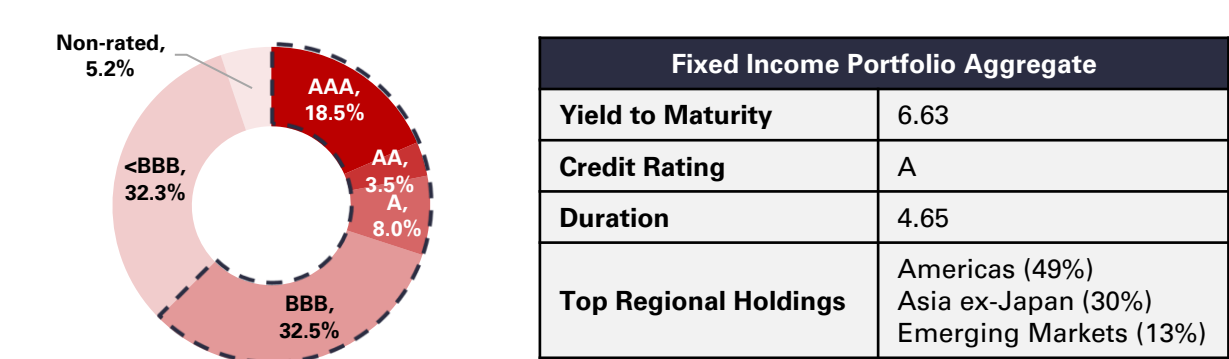 Non-rated,
5.2%
AAA,
18.5%
AA,
3.5%
A,
8.0%
<BBB,
32.3%
BBB,
32.5%
Fixed Income Portfolio Aggregate
Yield to Maturity 6.63
Credit Rating A
Duration 4.65
Top Regional Holdings
Americas (49%)
Asia ex-Japan (30%)
Emerging Markets (13%)